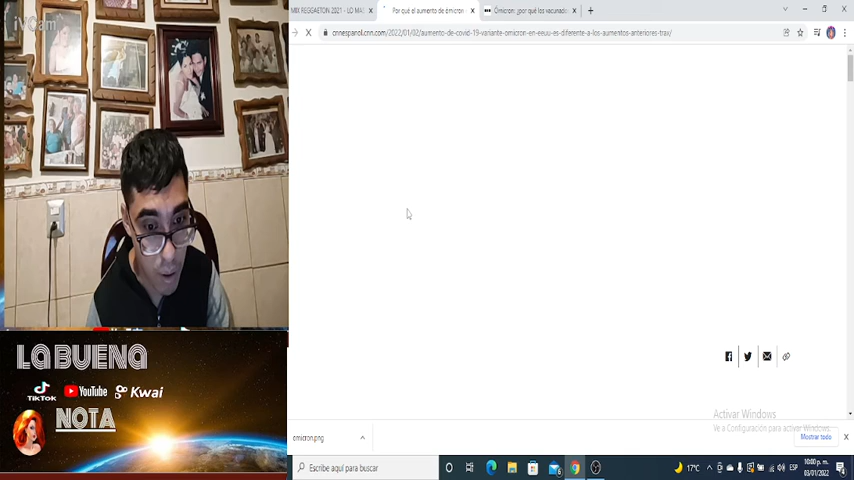 iVCam
MIX REGGAETON 2021 - LO MA
Por qué el aumento de ómicron
Ómicron: ¿por qué los vacunado
cnnespanol.cnn.com/2022/01/02/aumento-de-covid-19-variante-omicron-en-eeuu-es-diferente-a-los-aumentos-anteriores-trax/
LA BUENA
TikTok
YouTube
Kwai
NOTA
Activar Windows
Ve a Configuración para activar Windows.
omicron.png
Mostrar todo
Escribe aquí para buscar
17°C
ESP
10:00 p. m.
03/01/2022